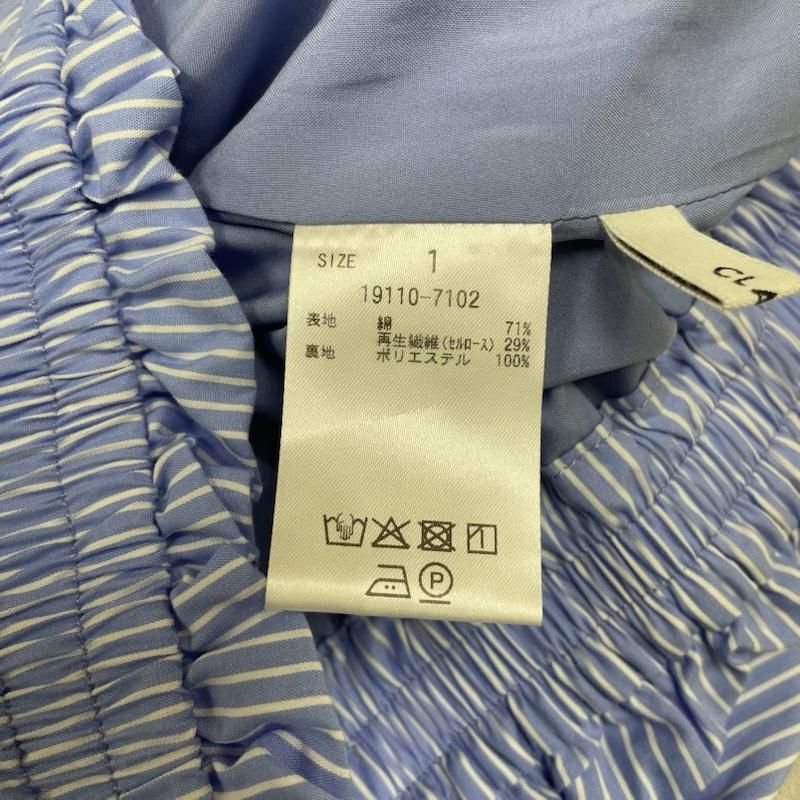 SIZE 1
19110-7102
表地 綿 71%
再生繊維(セルロース) 29%
裏地 ポリエステル 100%
P
CLA